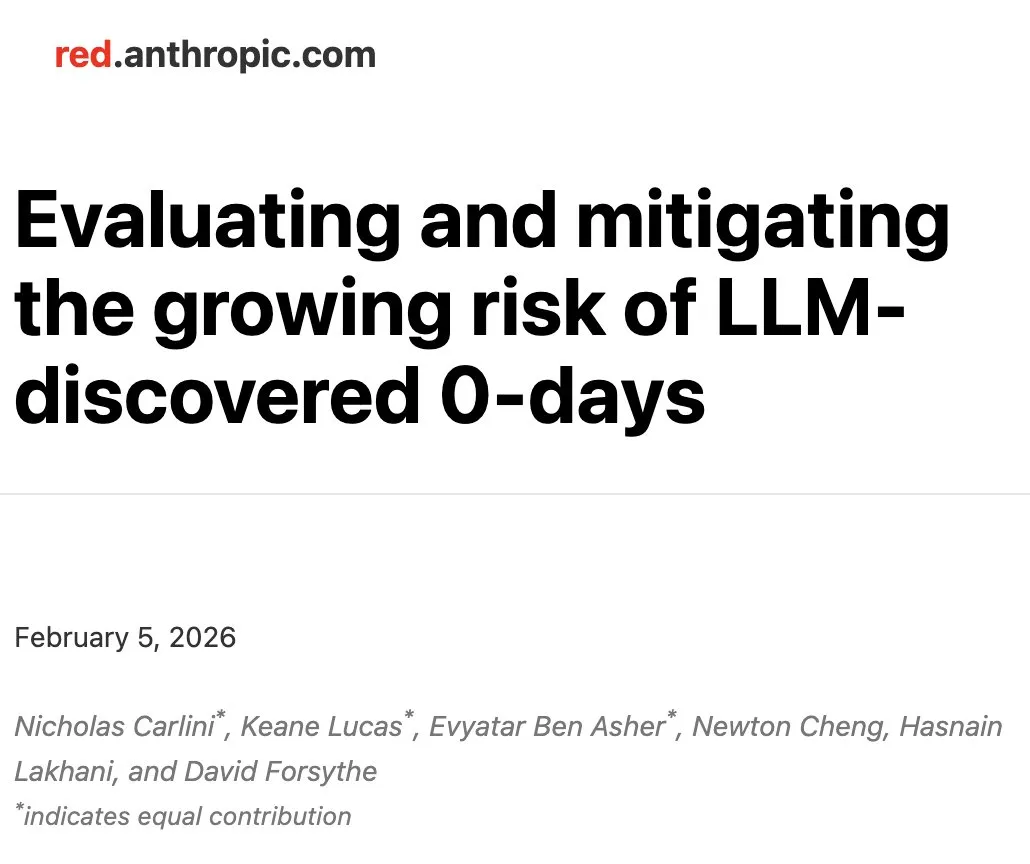 red.anthropic.com
Evaluating and mitigating
the growing risk of LLM-
discovered 0-days
February 5, 2026
Nicholas Carlini*, Keane Lucas*, Evyatar Ben Asher*, Newton Cheng, Hasnain
Lakhani, and David Forsythe
*indicates equal contribution